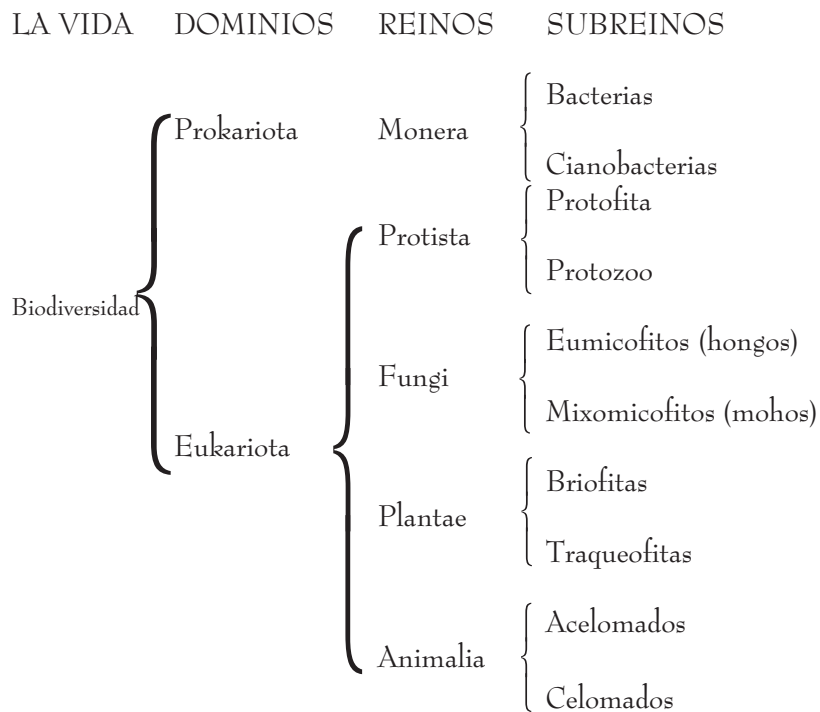 LA VIDA DOMINIOS REINOS SUBREINOS
Bacterias
Prokariota Monera
Cianobacterias
Protofita
Protista
Protozoo
Biodiversidad
Eumicofitos (hongos)
Fungi
Mixomicofitos (mohos)
Eukariota
Briofitas
Plantae
Traqueofitas
Acelomados
Animalia
Celomados